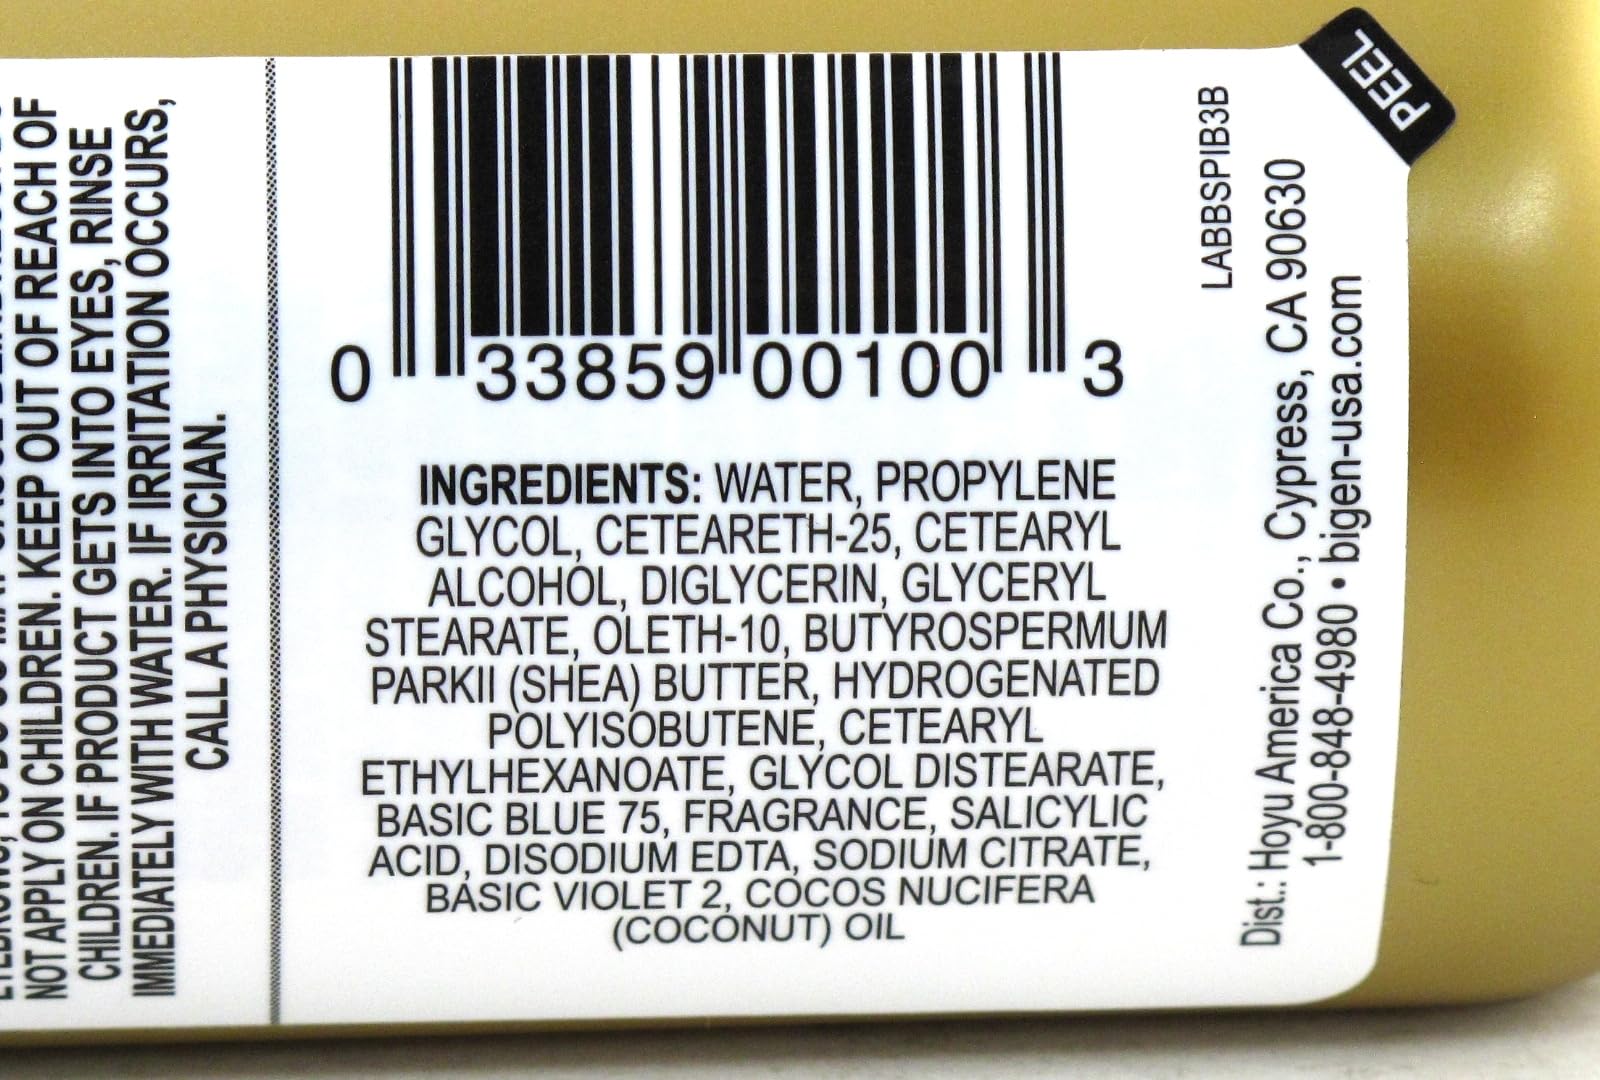 NOT APPLY ON CHILDREN. KEEP OUT OF REACH OF
CHILDREN. IF PRODUCT GETS INTO EYES, RINSE
IMMEDIATELY WITH WATER. IF IRRITATION OCCURS,
CALL A PHYSICIAN.
0 33859 00100 3
INGREDIENTS: WATER, PROPYLENE
GLYCOL, CETEARETH-25, CETEARYL
ALCOHOL, DIGLYCERIN, GLYCERYL
STEARATE, OLETH-10, BUTYROSPERMUM
PARKII (SHEA) BUTTER, HYDROGENATED
POLYISOBUTENE, CETEARYL
ETHYLHEXANOATE, GLYCOL DISTEARATE,
BASIC BLUE 75, FRAGRANCE, SALICYLIC
ACID, DISODIUM EDTA, SODIUM CITRATE,
BASIC VIOLET 2, COCOS NUCIFERA
(COCONUT) OIL
LABBSPIB3B
Dist.: Hoyu America Co., Cypress, CA 90630
1-800-848-4980 • bigen-usa.com
PEEL